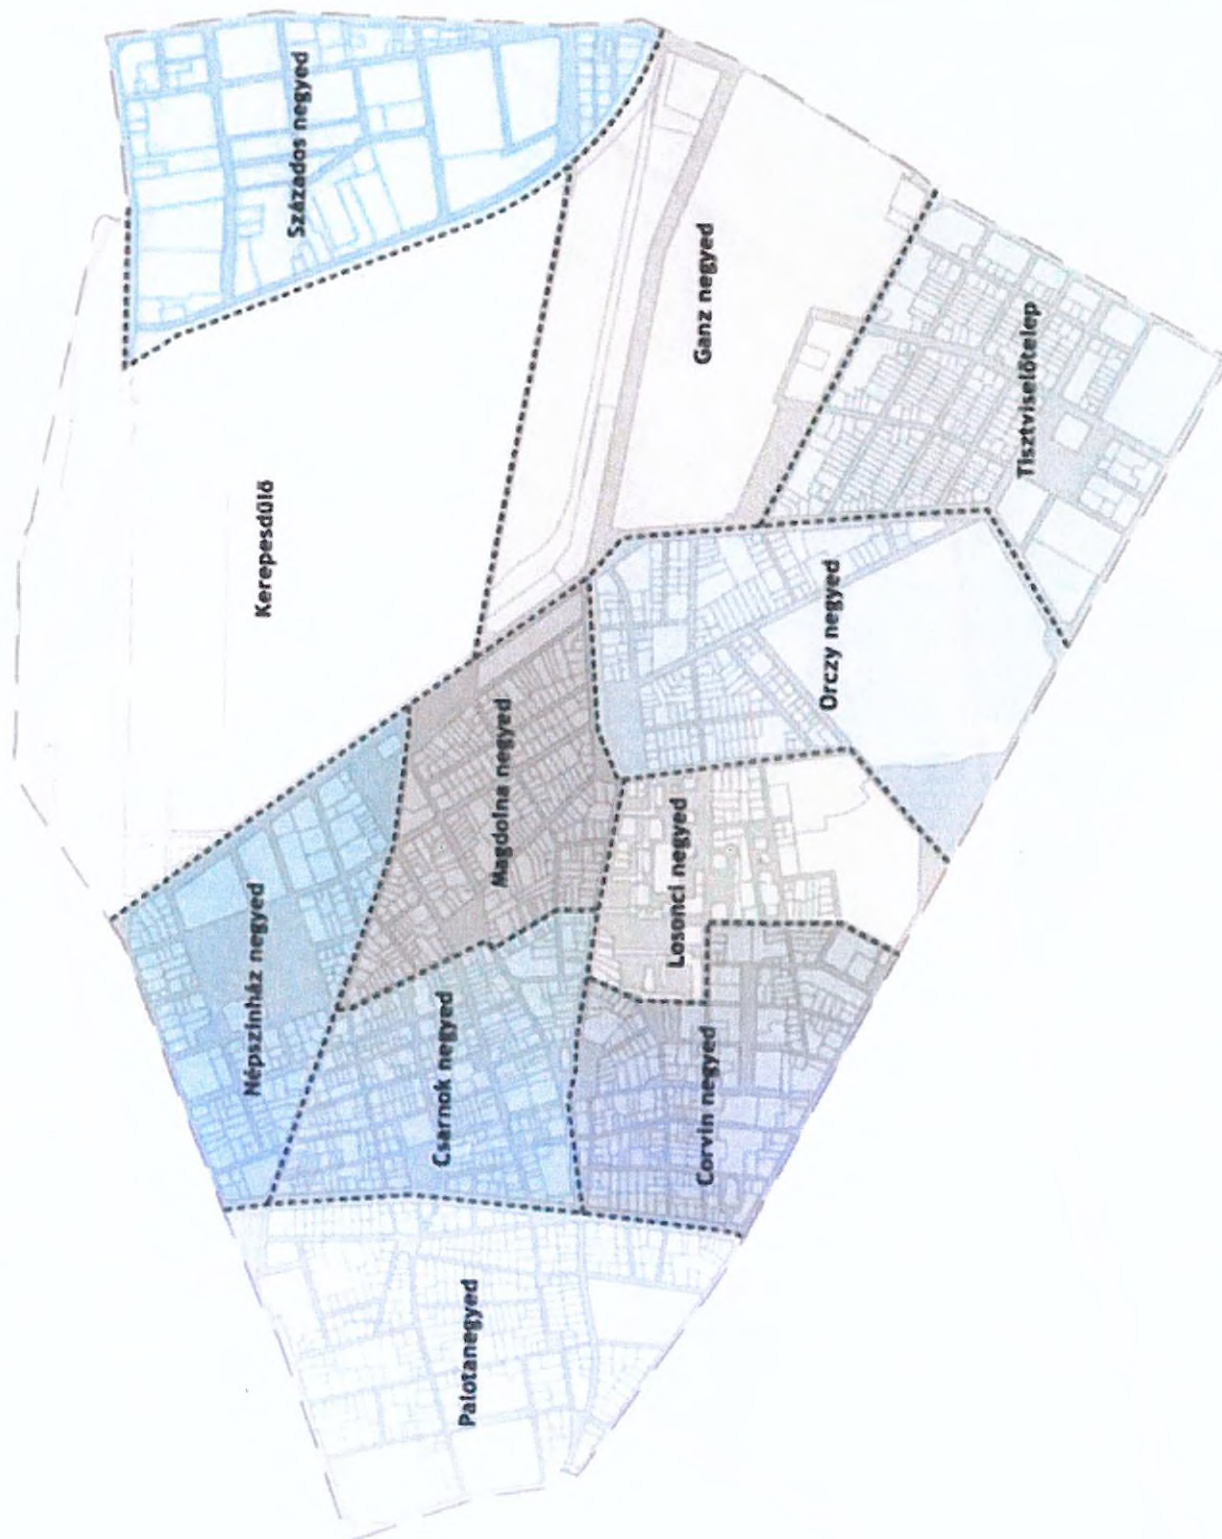 Százados negyed
Kerepesdűlő
Ganz negyed
Tisztviselőtelep
Népszínház negyed
Magdolna negyed
Orczy negyed
Losonci negyed
Csarnok negyed
Corvin negyed
Palotanegyed